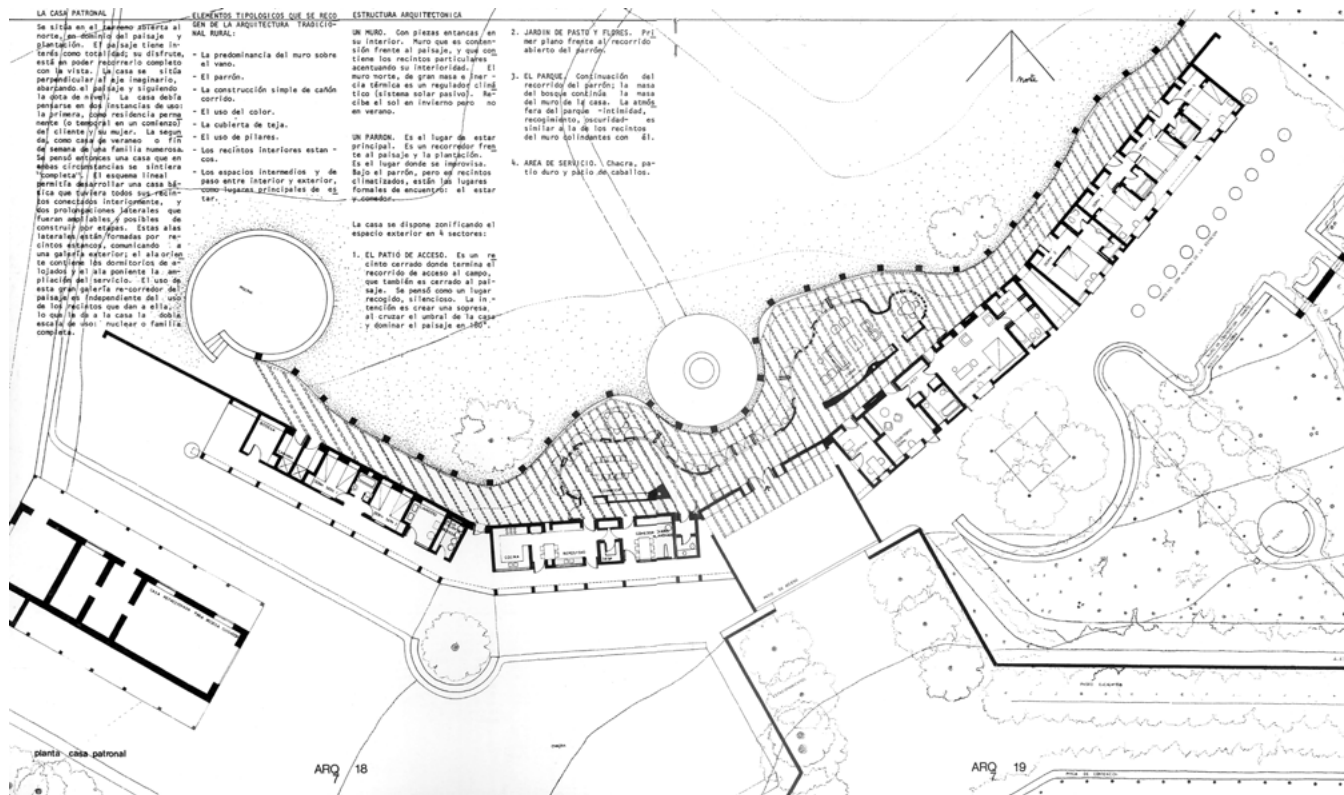 LA CASA PATRONAL
Se sitúa en el terreno abierta al
norte, en dominio del paisaje y
plantación. El paisaje tiene in-
terés como totalidad; su disfrute,
está en poder recorrerlo completo
con la vista. La casa se sitúa
perpendicular al eje imaginario,
abarcando el paisaje y siguiendo
la cota de nivel. La casa debía
pensarse en dos instancias de uso:
la primera, como residencia perma
nente (o temporal en un comienzo)
del cliente y su mujer. La segun
da, como casa de veraneo o fin
de semana de una familia numerosa.
Se pensó entonces una casa que en
ambas circunstancias se sintiera
"completa". El esquema lineal
permitía desarrollar una casa bá-
sica que tuviera todos sus recin-
tos conectados interiormente, y
dos prolongaciones laterales que
fueran ampliables y posibles de
construir por etapas. Estas alas
laterales están formadas por re-
cintos estancos, comunicando a
una galería exterior; el ala orien
te contiene los dormitorios de a-
lojados y el ala poniente la am-
pliación del servicio. El uso de
esta gran galería re-corredor del
paisaje es independiente del uso
de los recintos que dan a ella,
lo que le da a la casa la doble
escala de uso: nuclear o familia
completa.
ELEMENTOS TIPOLOGICOS QUE SE RECO
GEN DE LA ARQUITECTURA TRADICIO-
NAL RURAL:
- La predominancia del muro sobre
el vano.
- El parrón.
- La construcción simple de cañón
corrido.
- El uso del color.
- La cubierta de teja.
- El uso de pilares.
- Los recintos interiores estan -
cos.
- Los espacios intermedios y de
paso entre interior y exterior,
como lugares principales de es
tar.
ESTRUCTURA ARQUITECTONICA
UN MURO. Con piezas entancas en
su interior. Muro que es conten-
sión frente al paisaje, y que con
tiene los recintos particulares
acentuando su interioridad. El
muro norte, de gran masa e iner -
cia térmica es un regulador climá
tico (sistema solar pasivo). Re-
cibe el sol en invierno pero no
en verano.
UN PARRON. Es el lugar de estar
principal. Es un recorredor fren
te al paisaje y la plantación.
Es el lugar donde se improvisa.
Bajo el parrón, pero en recintos
climatizados, están los lugares
formales de encuentro: el estar
y comedor.
La casa se dispone zonificando el
espacio exterior en 4 sectores:
1. EL PATIO DE ACCESO. Es un re
cinto cerrado donde termina el
recorrido de acceso al campo,
que también es cerrado al pai-
saje. Se pensó como un lugar
recogido, silencioso. La in -
tención es crear una sopresa
al cruzar el umbral de la casa
y dominar el paisaje en 180°.
2. JARDIN DE PASTO Y FLORES. Pri
mer plano frente al recorrido
abierto del parrón.
3. EL PARQUE. Continuación del
recorrido del parrón; la masa
del bosque continúa la masa
del muro de la casa. La atmós
fera del parque -intimidad,
recogimiento, oscuridad- es
similar a la de los recintos
del muro colindantes con él.
4. AREA DE SERVICIO. Chacra, pa-
tio duro y patio de caballos.
norte
COCINA
planta casa patronal
ARQ 7 18
ARQ 7 19